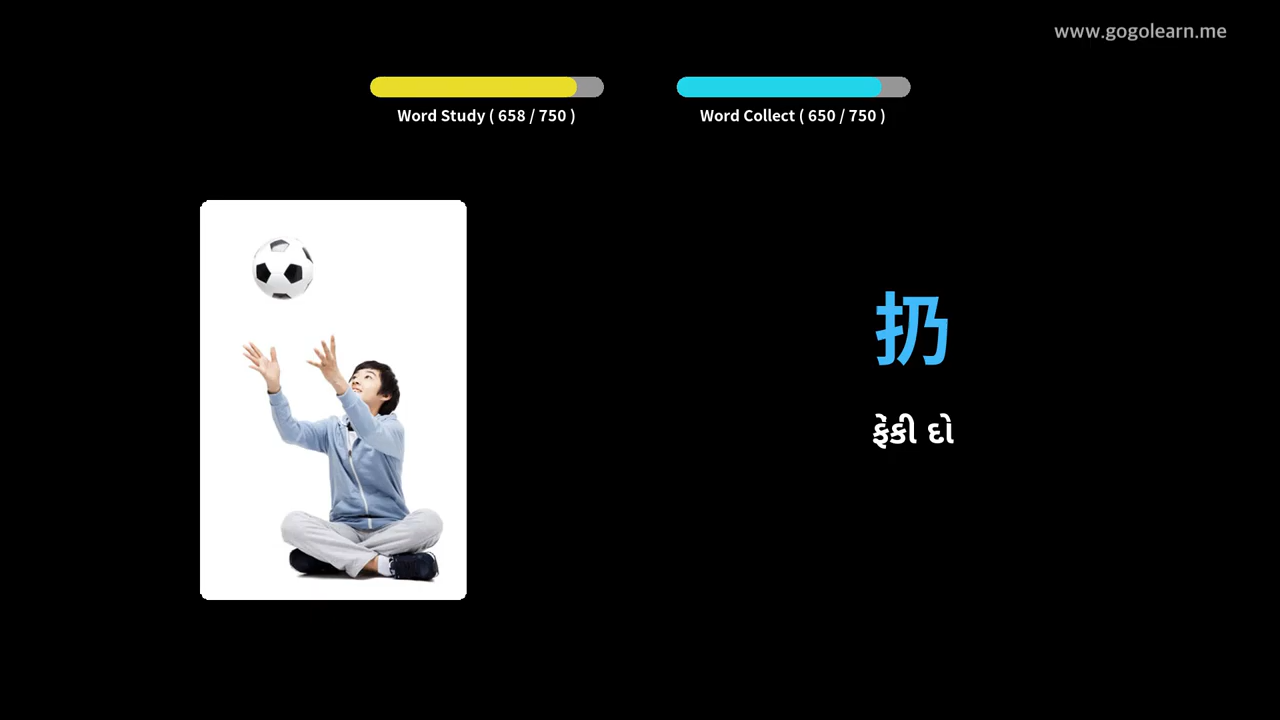 www.gogolearn.me
Word Study ( 658 / 750 )
Word Collect ( 650 / 750 )
扔
ફેંકી દો